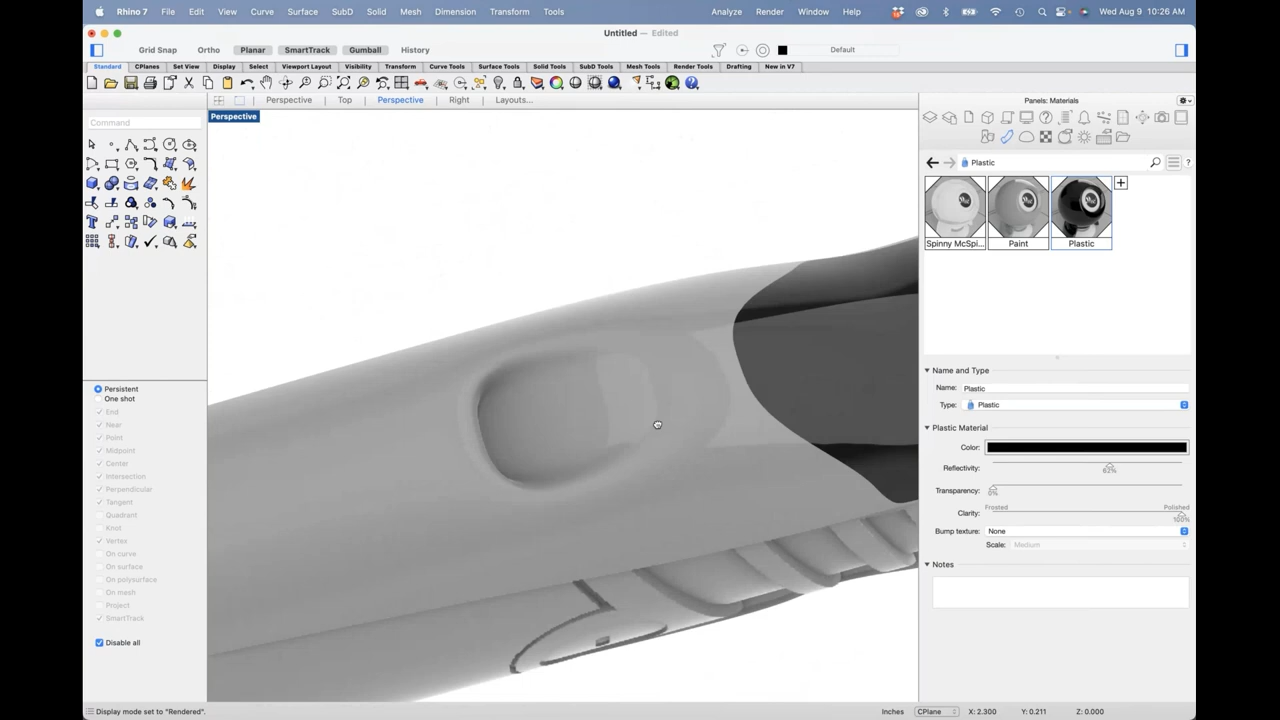 Rhino 7 File Edit View Curve Surface SubD Solid Mesh Dimension Transform Tools Analyze Render Window Help Wed Aug 9 10:26 AM
Untitled — Edited
Grid Snap Ortho Planar SmartTrack Gumball History Default
Standard CPlanes Set View Display Select Viewport Layout Visibility Transform Curve Tools Surface Tools Solid Tools SubD Tools Mesh Tools Render Tools Drafting New in V7
Perspective Top Perspective Right Layouts...
Panels: Materials
Command
Perspective
Plastic
?
Spinny McSpi... Paint Plastic
Name and Type
Name: Plastic
Type: Plastic
Plastic Material
Color:
Reflectivity:
62%
Transparency:
0%
Frosted Polished
Clarity:
100%
Bump texture: None
Scale: Medium
Notes
Persistent
One shot
End
Near
Point
Midpoint
Center
Intersection
Perpendicular
Tangent
Quadrant
Knot
Vertex
On curve
On surface
On polysurface
On mesh
Project
SmartTrack
Disable all
Display mode set to "Rendered". Inches CPlane X: 2.300 Y: 0.211 Z: 0.000